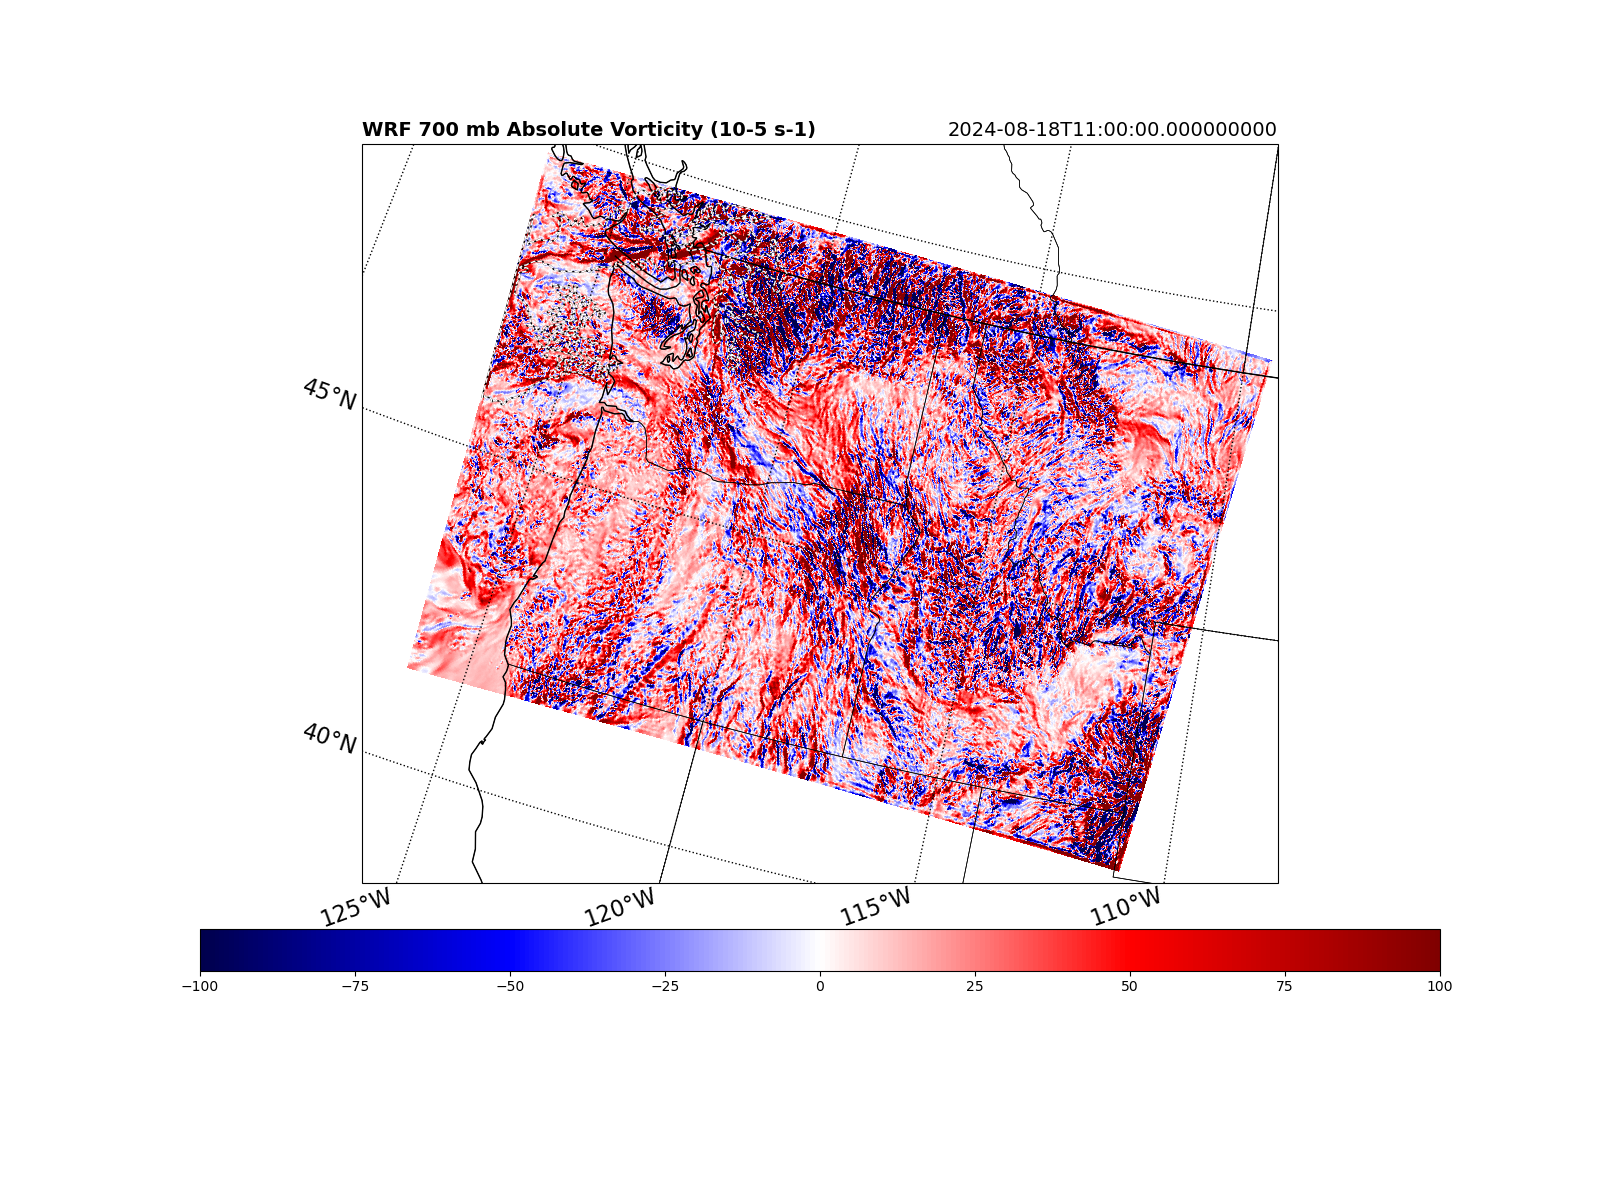 WRF 700 mb Absolute Vorticity (10-5 s-1) 2024-08-18T11:00:00.000000000
45°N
40°N
125°W 120°W 115°W 110°W
−100 −75 −50 −25 0 25 50 75 100